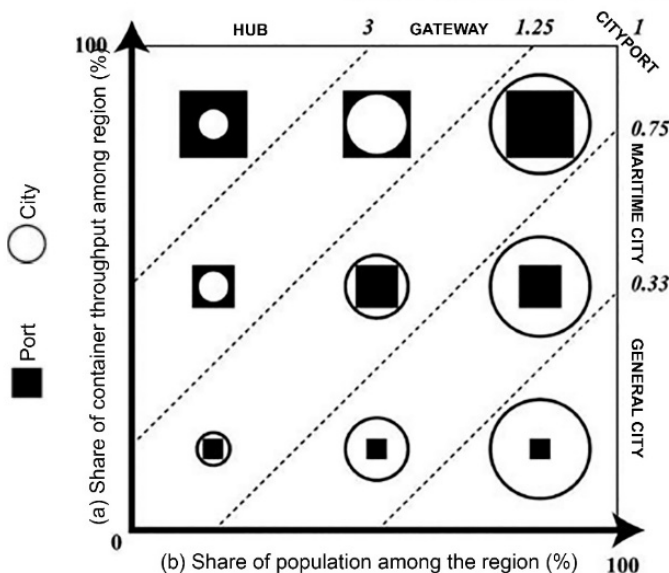 HUB 3 GATEWAY 1.25 1
CITYPORT
100
0.75
MARITIME CITY
0.33
GENERAL CITY
City
Port
(a) Share of container throughput among region (%)
0
(b) Share of population among the region (%)
100